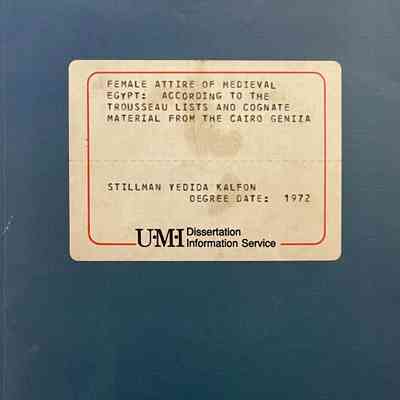 FEMALE ATTIRE OF MEDIEVAL
EGYPT: ACCORDING TO THE
TROUSSEAU LISTS AND COGNATE
MATERIAL FROM THE CAIRO GENIZA
STILLMAN YEDIDA KALFON
DEGREE DATE: 1972
U·M·I Dissertation
Information Service